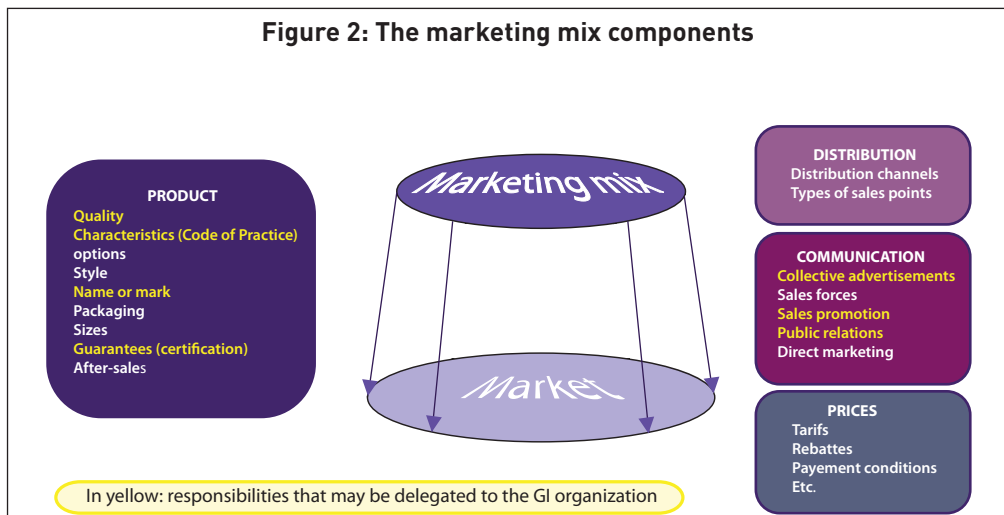 Figure 2: The marketing mix components
PRODUCT
Quality
Characteristics (Code of Practice)
options
Style
Name or mark
Packaging
Sizes
Guarantees (certification)
After-sales
Marketing mix
Market
DISTRIBUTION
Distribution channels
Types of sales points
COMMUNICATION
Collective advertisements
Sales forces
Sales promotion
Public relations
Direct marketing
PRICES
Tarifs
Rebattes
Payement conditions
Etc.
In yellow: responsibilities that may be delegated to the GI organization